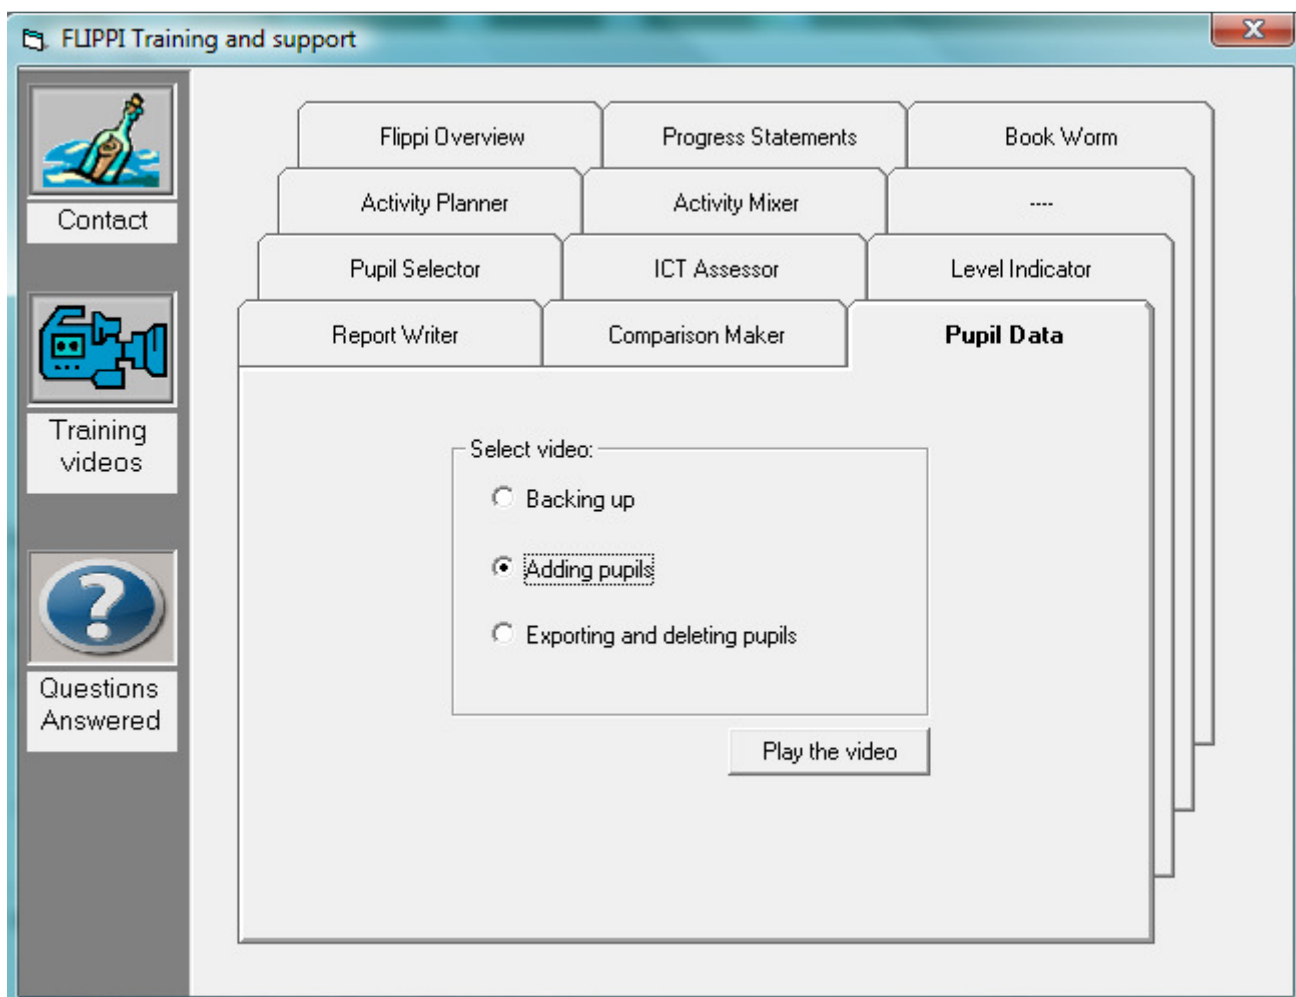 FLIPPI Training and support
Contact
Training
videos
Questions
Answered
Flippi Overview Progress Statements Book Worm
Activity Planner Activity Mixer ----
Pupil Selector ICT Assessor Level Indicator
Report Writer Comparison Maker Pupil Data
Select video:
Backing up
Adding pupils
Exporting and deleting pupils
Play the video